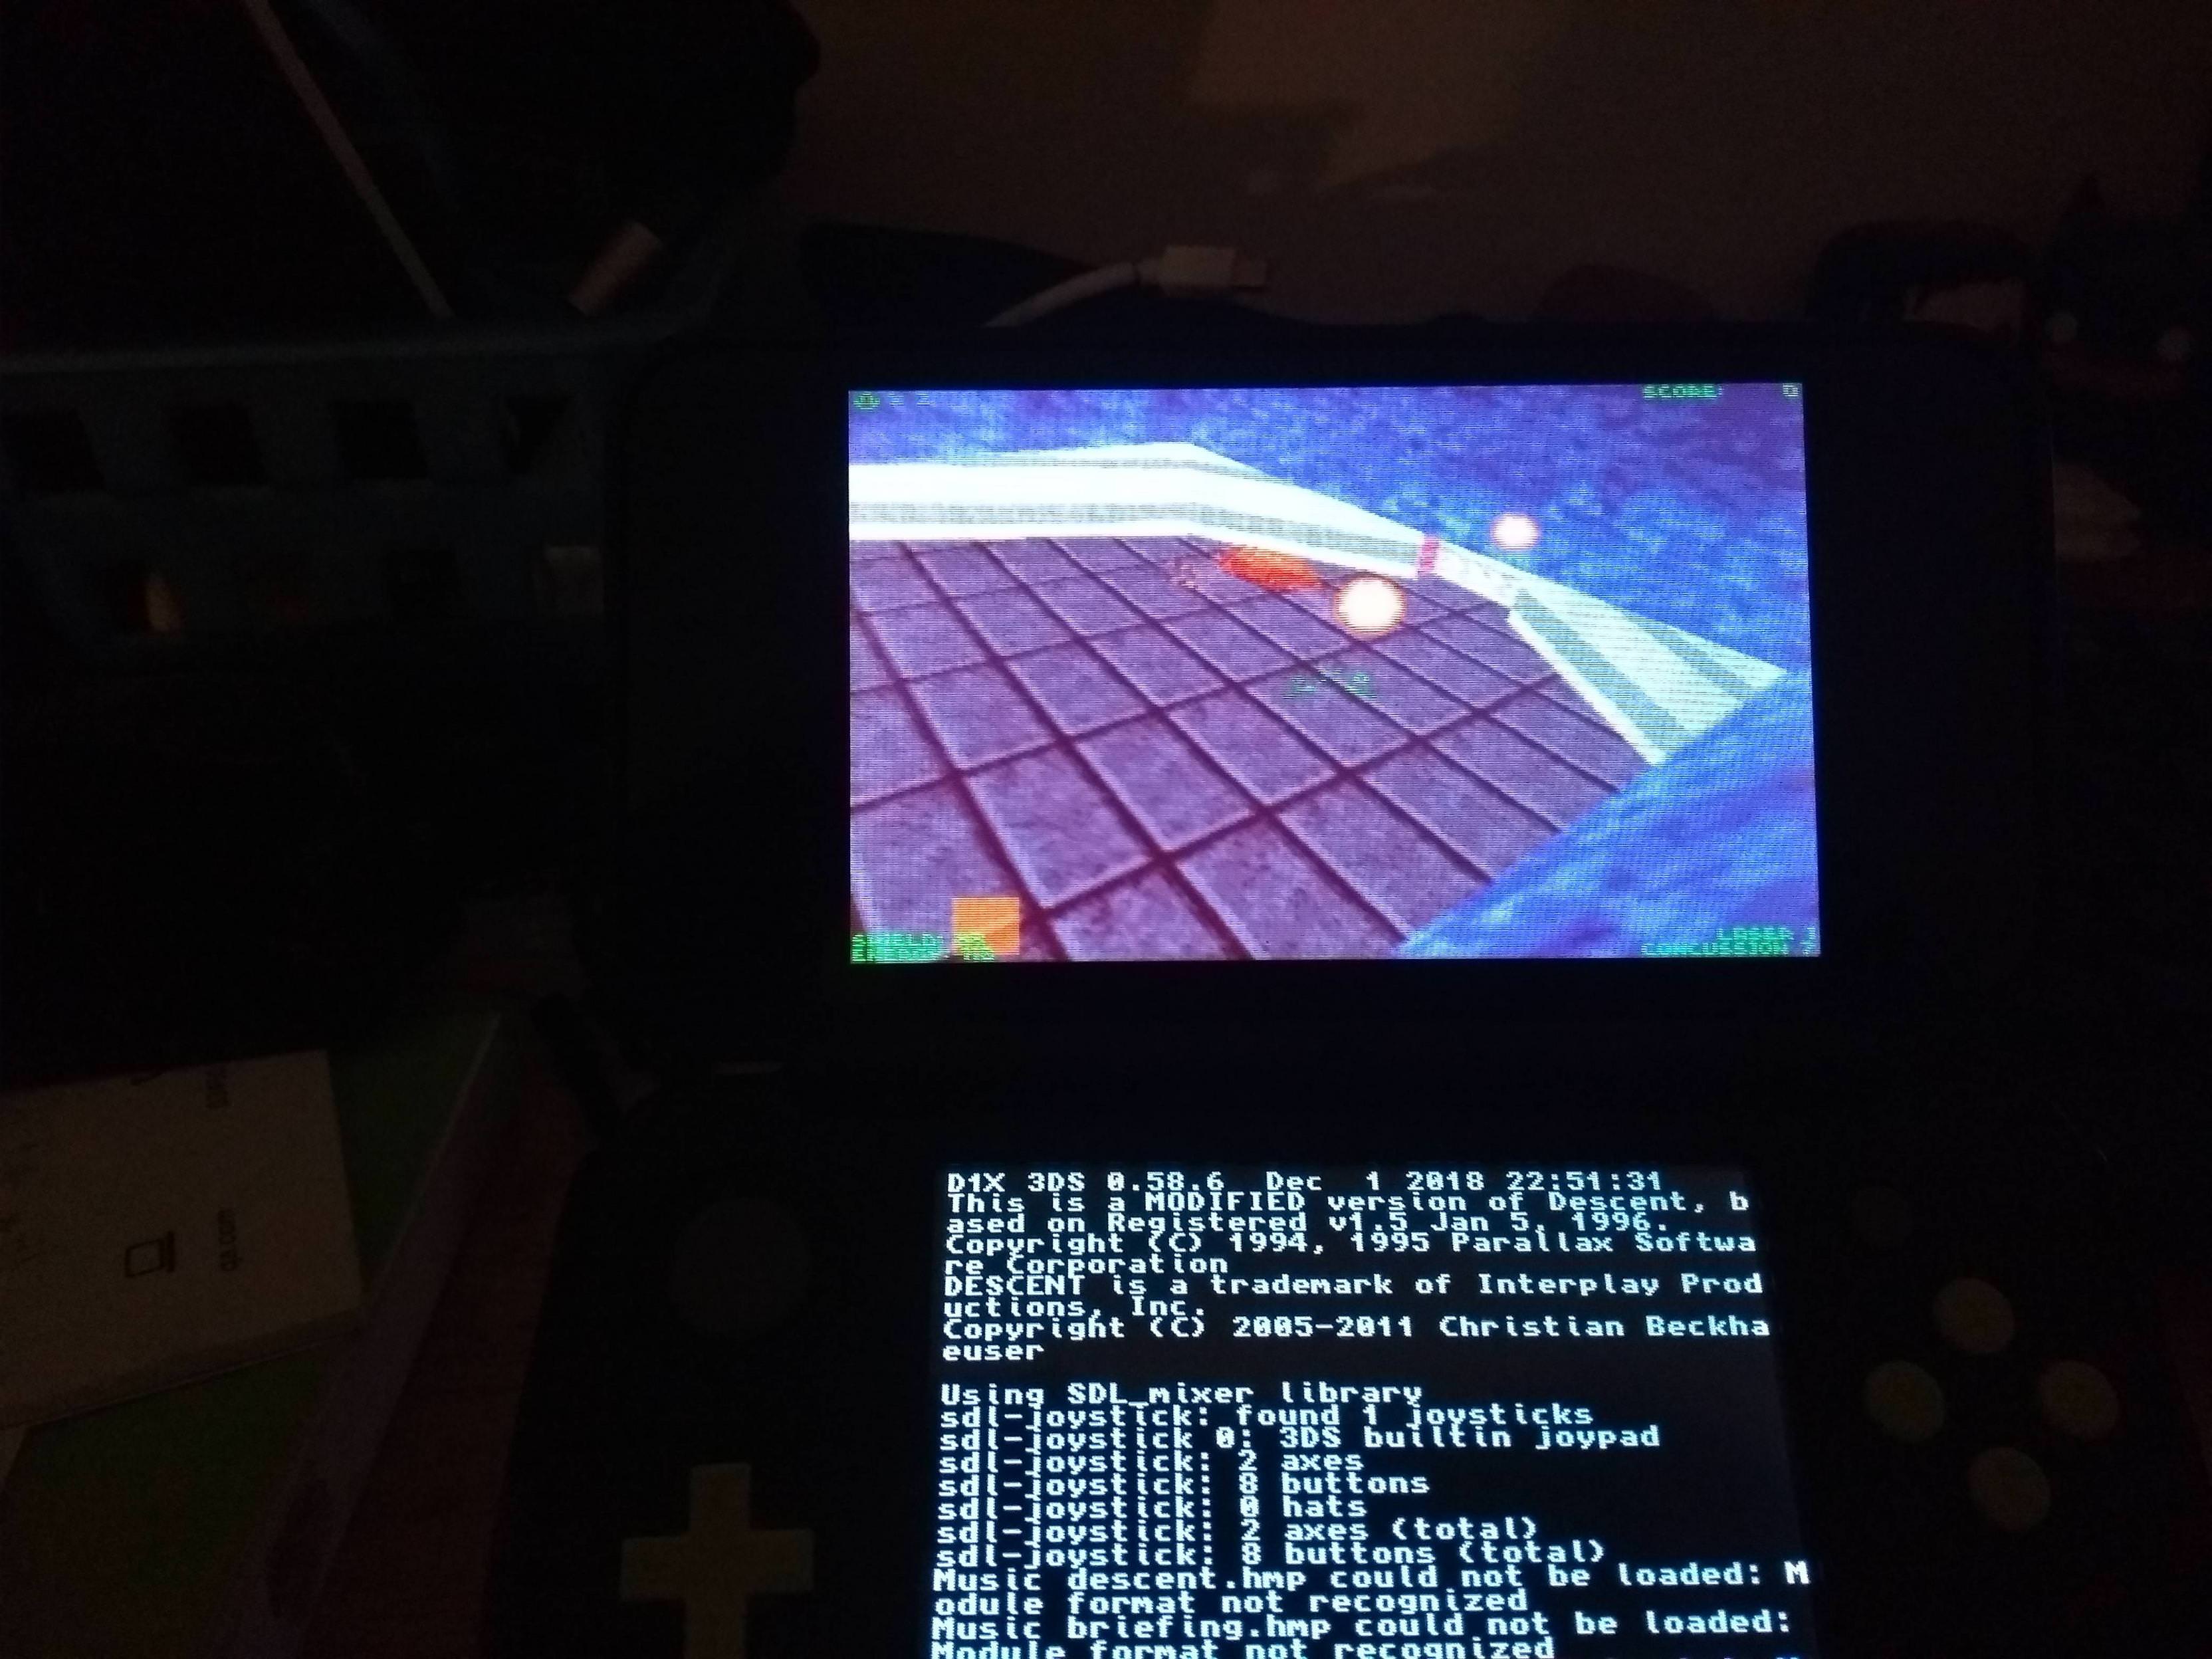 SCORE: 0
SHIELD:
ENERGY:
LASER 1
CONCUSSION
D1X 3DS 0.58.6  Dec  1 2018 22:51:31
This is a MODIFIED version of Descent, b
ased on Registered v1.5 Jan 5, 1996.
Copyright (C) 1994, 1995 Parallax Softwa
re Corporation
DESCENT is a trademark of Interplay Prod
uctions, Inc.
Copyright (C) 2005-2011 Christian Beckha
euser
Using SDL_mixer library
sdl-joystick: found 1 joysticks
sdl-joystick 0: 3DS builtin joypad
sdl-joystick: 2 axes
sdl-joystick: 8 buttons
sdl-joystick: 0 hats
sdl-joystick: 2 axes (total)
sdl-joystick: 8 buttons (total)
Music descent.hmp could not be loaded: M
odule format not recognized
Music briefing.hmp could not be loaded:
Module format not recognized